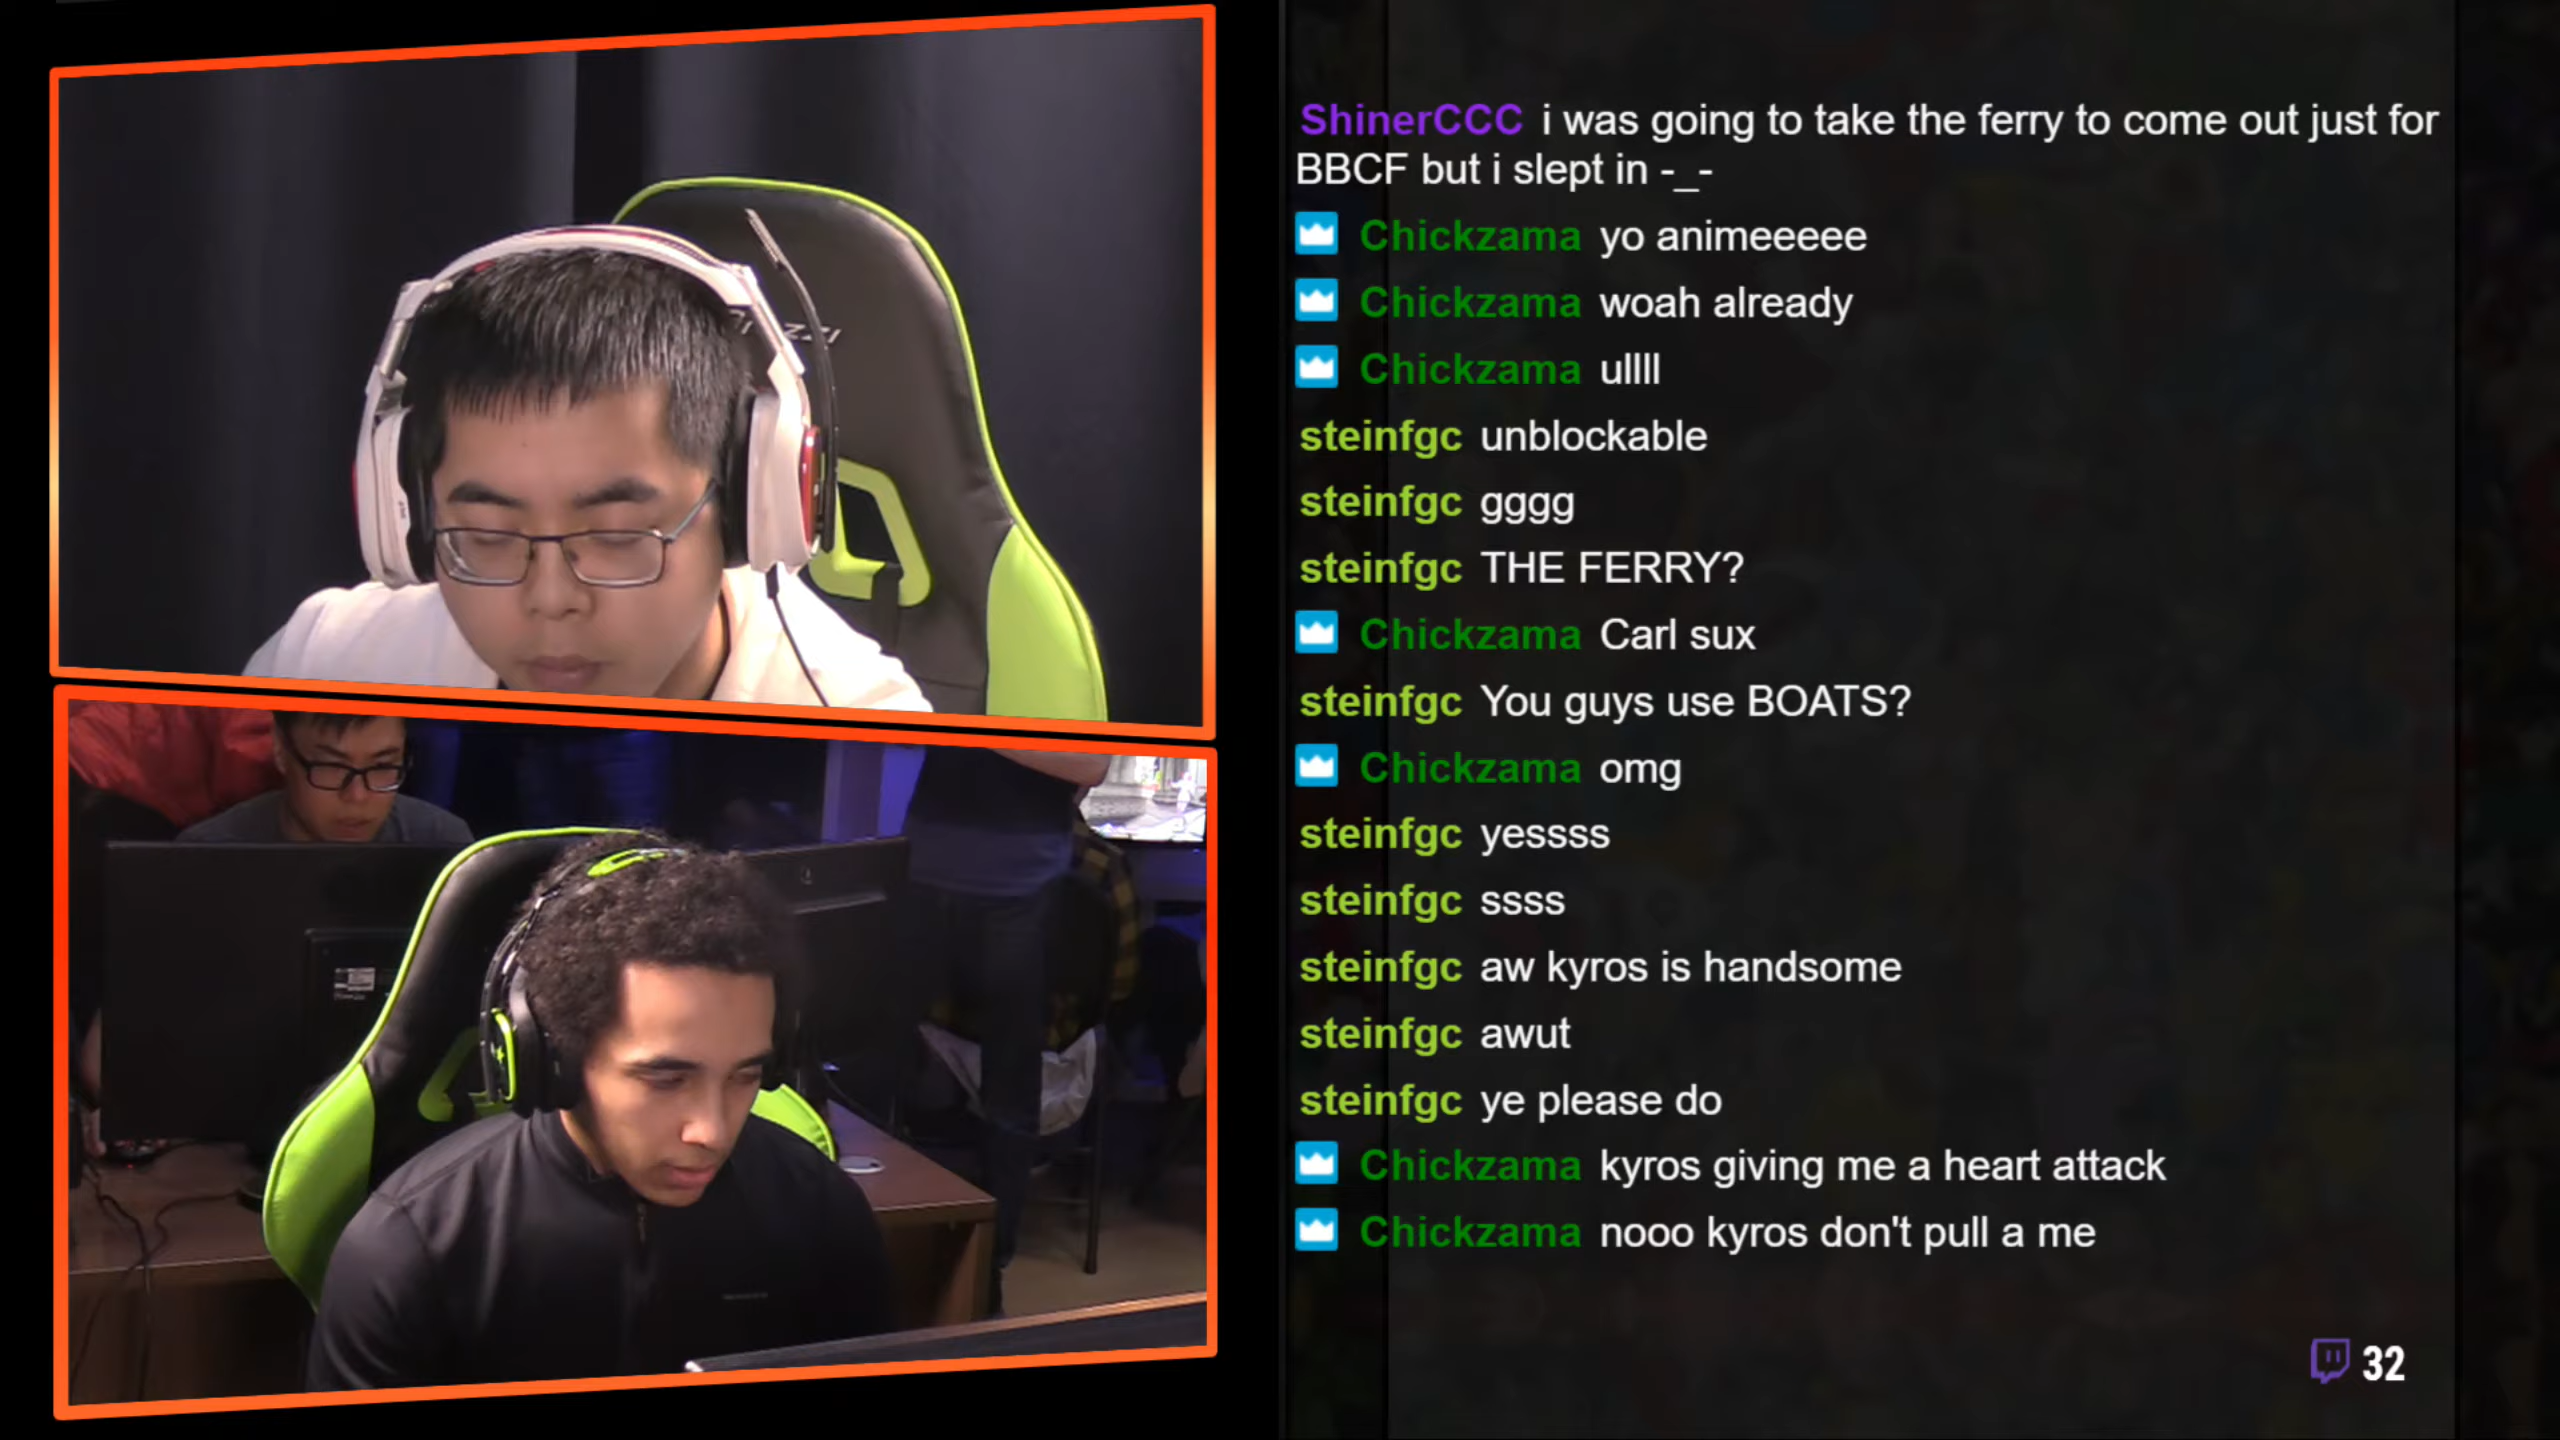 ShinerCCC i was going to take the ferry to come out just for
BBCF but i slept in -_-
Chickzama yo animeeeee
Chickzama woah already
Chickzama ullll
steinfgc unblockable
steinfgc gggg
steinfgc THE FERRY?
Chickzama Carl sux
steinfgc You guys use BOATS?
Chickzama omg
steinfgc yessss
steinfgc ssss
steinfgc aw kyros is handsome
steinfgc awut
steinfgc ye please do
Chickzama kyros giving me a heart attack
Chickzama nooo kyros don't pull a me
32